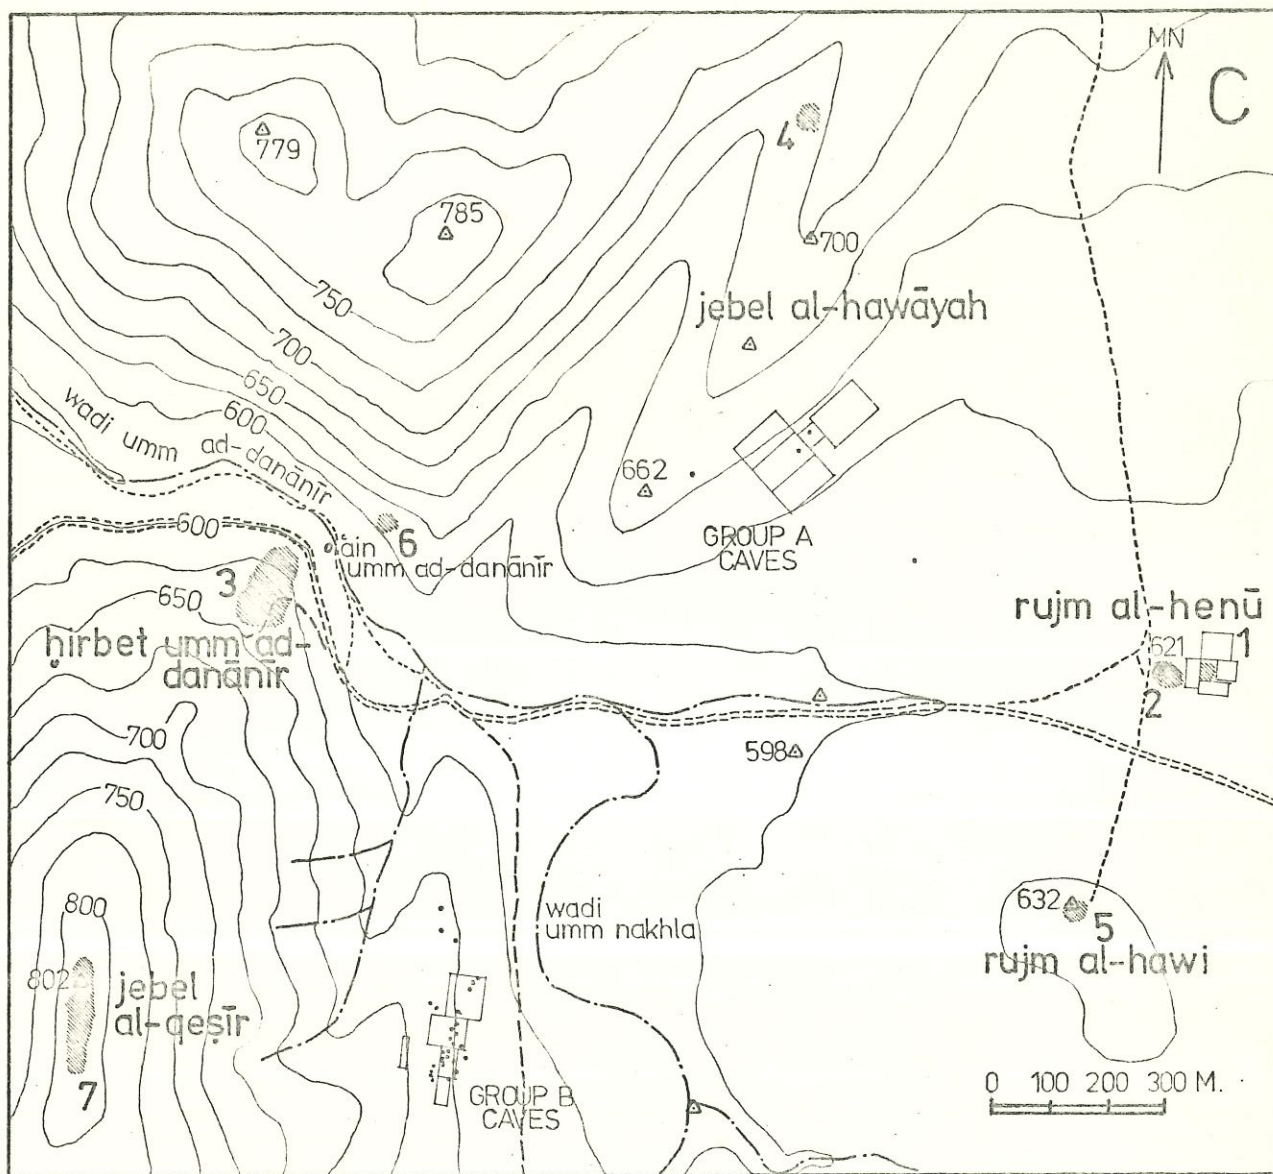 MN
C
4
779
785
700
750
jebel al-hawāyah
700
650
600
wadi umm ad-danānīr
662
600
6
GROUP A
CAVES
ʿain
umm ad-danānīr
3
650
rujm al-henū
ḫirbet umm ad-
danānīr
621
1
2
700
598
750
800
632
wadi
umm nakhla
5
rujm al-hawi
802
jebel
al-qeṣīr
0 100 200 300 M.
7
GROUP B
CAVES